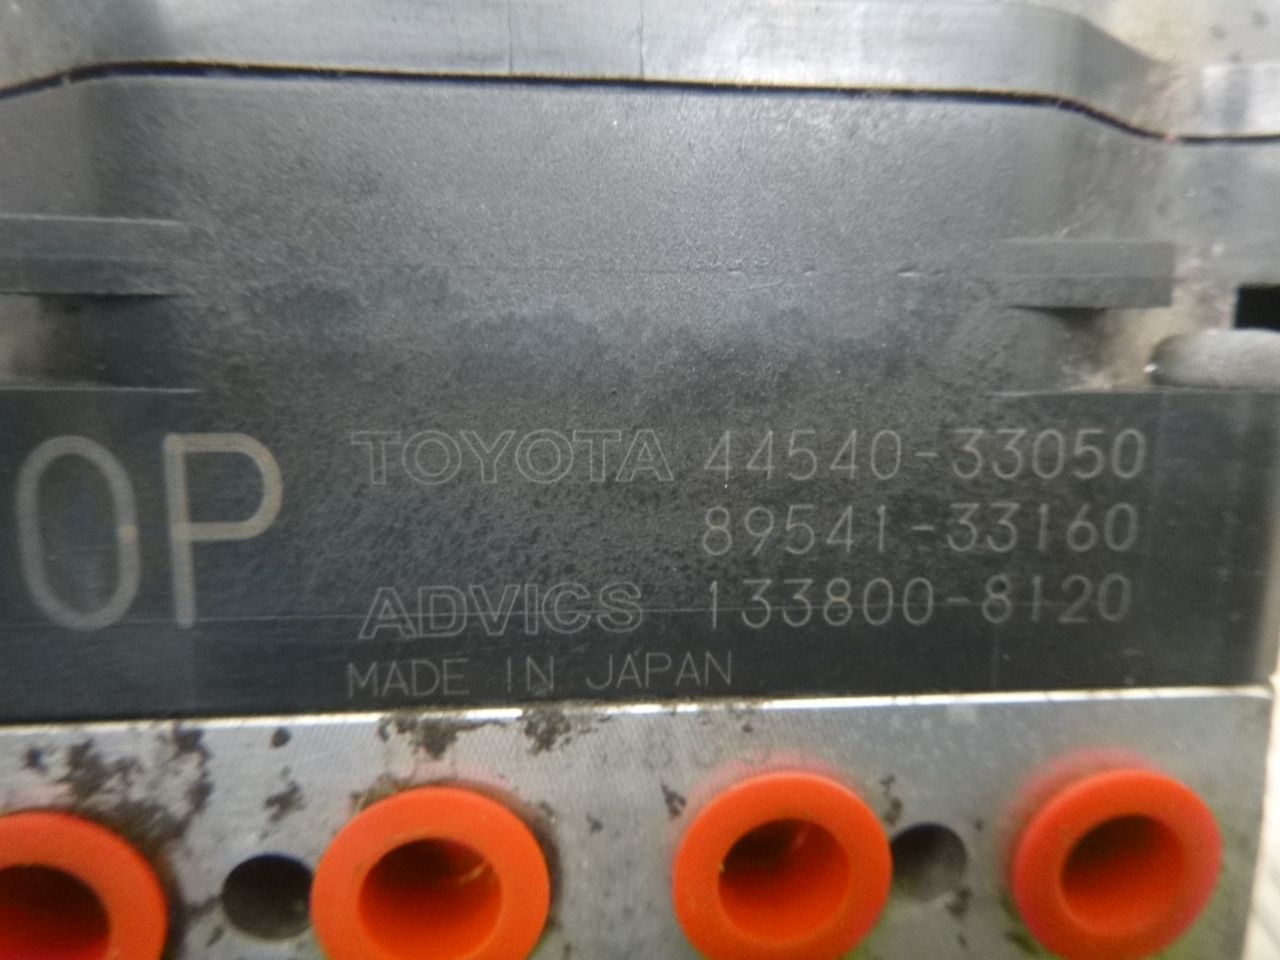 0P
TOYOTA 44540-33050
89541-33160
ADVICS 133800-8120
MADE IN JAPAN